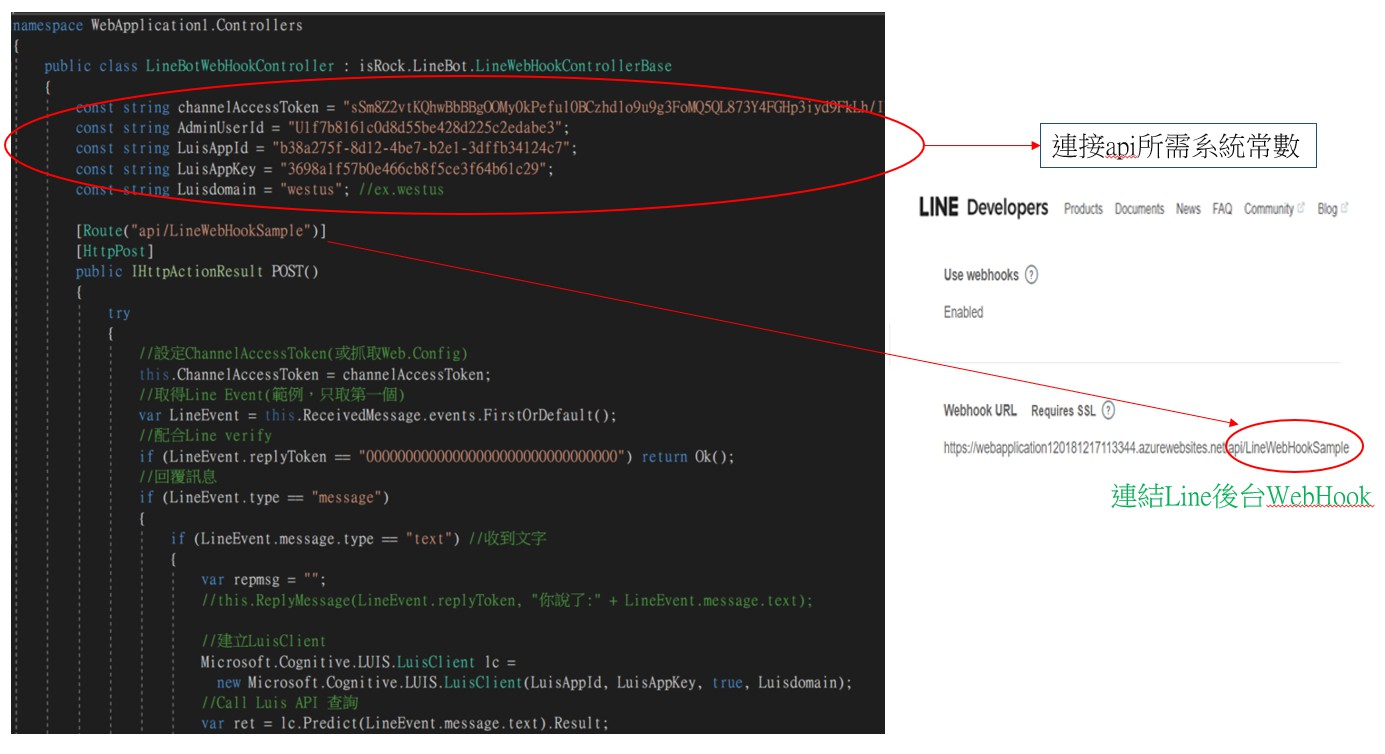 namespace WebApplication1.Controllers
{
public class LineBotWebHookController : isRock.LineBot.LineWebHookControllerBase
{
const string channelAccessToken =
const string AdminUserId = "U1f7b8161c0d8d55be428d225c2edabe3";
const string LuisAppId = "b38a275f-8d12-4be7-b2e1-3dffb34124c7";
const string LuisAppKey = "3698a1f57b0e466cb8f5ce3f64b61c29";
const string Luisdomain = "westus"; //ex.westus
[Route("api/LineWebHookSample")]
[HttpPost]
public IHttpActionResult POST()
{
try
{
//設定ChannelAccessToken(或抓取Web.Config)
this.ChannelAccessToken = channelAccessToken;
//取得Line Event(範例，只取第一個)
var LineEvent = this.ReceivedMessage.events.FirstOrDefault();
//配合Line verify
if (LineEvent.replyToken == "00000000000000000000000000000000") return Ok();
//回覆訊息
if (LineEvent.type == "message")
{
if (LineEvent.message.type == "text") //收到文字
{
var repmsg = "";
//this.ReplyMessage(LineEvent.replyToken, "你說了:" + LineEvent.message.text);
//建立LuisClient
Microsoft.Cognitive.LUIS.LuisClient lc =
new Microsoft.Cognitive.LUIS.LuisClient(LuisAppId, LuisAppKey, true, Luisdomain);
//Call Luis API 查詢
var ret = lc.Predict(LineEvent.message.text).Result;
連接api所需系統常數
LINE Developers Products Documents News FAQ Community Blog
Use webhooks ?
Enabled
Webhook URL Requires SSL ?
https://webapplication120181217113344.azurewebsites.net/api/LineWebHookSample
連結Line後台WebHook